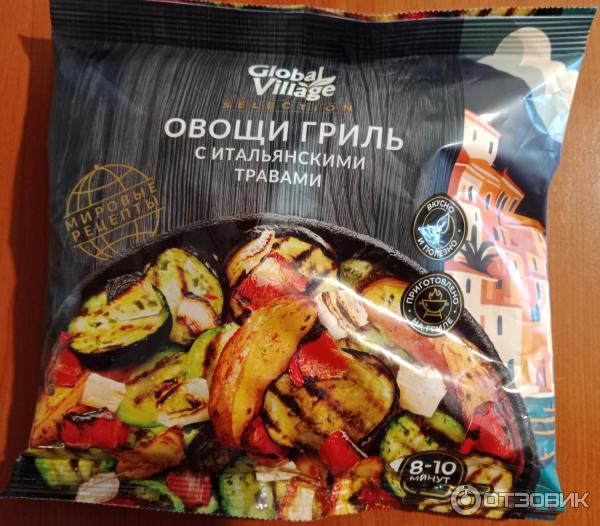 Global
Village
SELECTION
ОВОЩИ ГРИЛЬ
С ИТАЛЬЯНСКИМИ
ТРАВАМИ
МИРОВЫЕ
РЕЦЕПТЫ
ВКУСНО
И ПОЛЕЗНО
ПРИГОТОВЛЕНО
НА ГРИЛЕ
8-10
МИНУТ
ОТЗОВИК